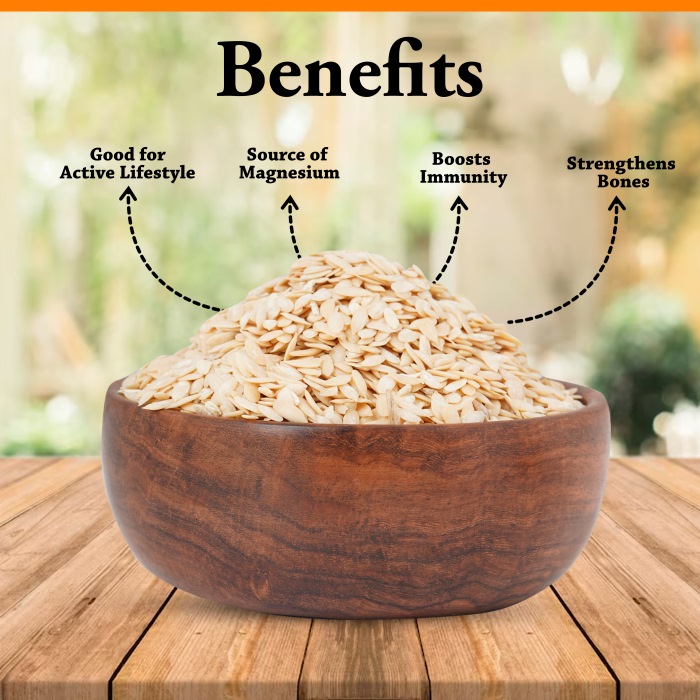 Benefits
Good for
Active Lifestyle
Source of
Magnesium
Boosts
Immunity
Strengthens
Bones